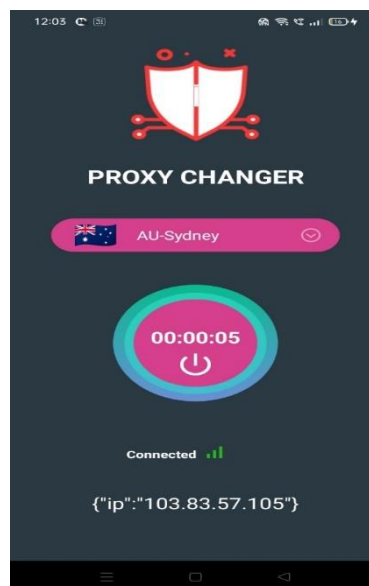 12:03
PROXY CHANGER
AU-Sydney
00:00:05
Connected
{"ip":"103.83.57.105"}